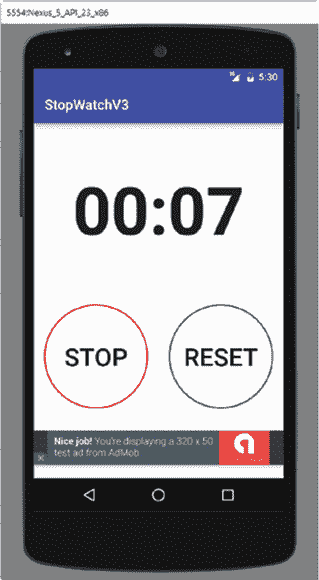 5554:Nexus_5_API_23_x86
5:30
StopWatchV3
00:07
STOP
RESET
Nice job! You're displaying a 320 x 50
test ad from AdMob